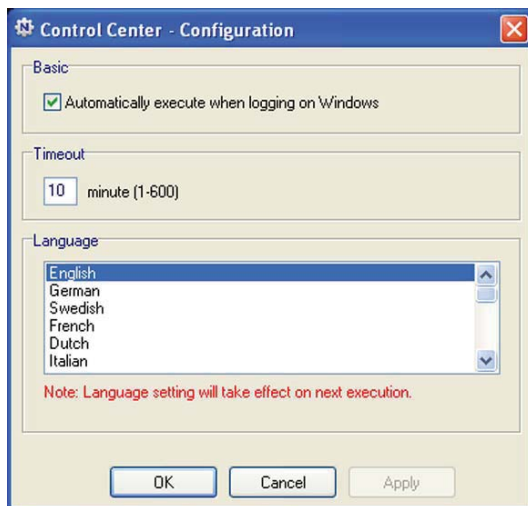 Control Center - Configuration
Basic
Automatically execute when logging on Windows
Timeout
10 minute (1-600)
Language
English
German
Swedish
French
Dutch
Italian
Note: Language setting will take effect on next execution.
OK Cancel Apply